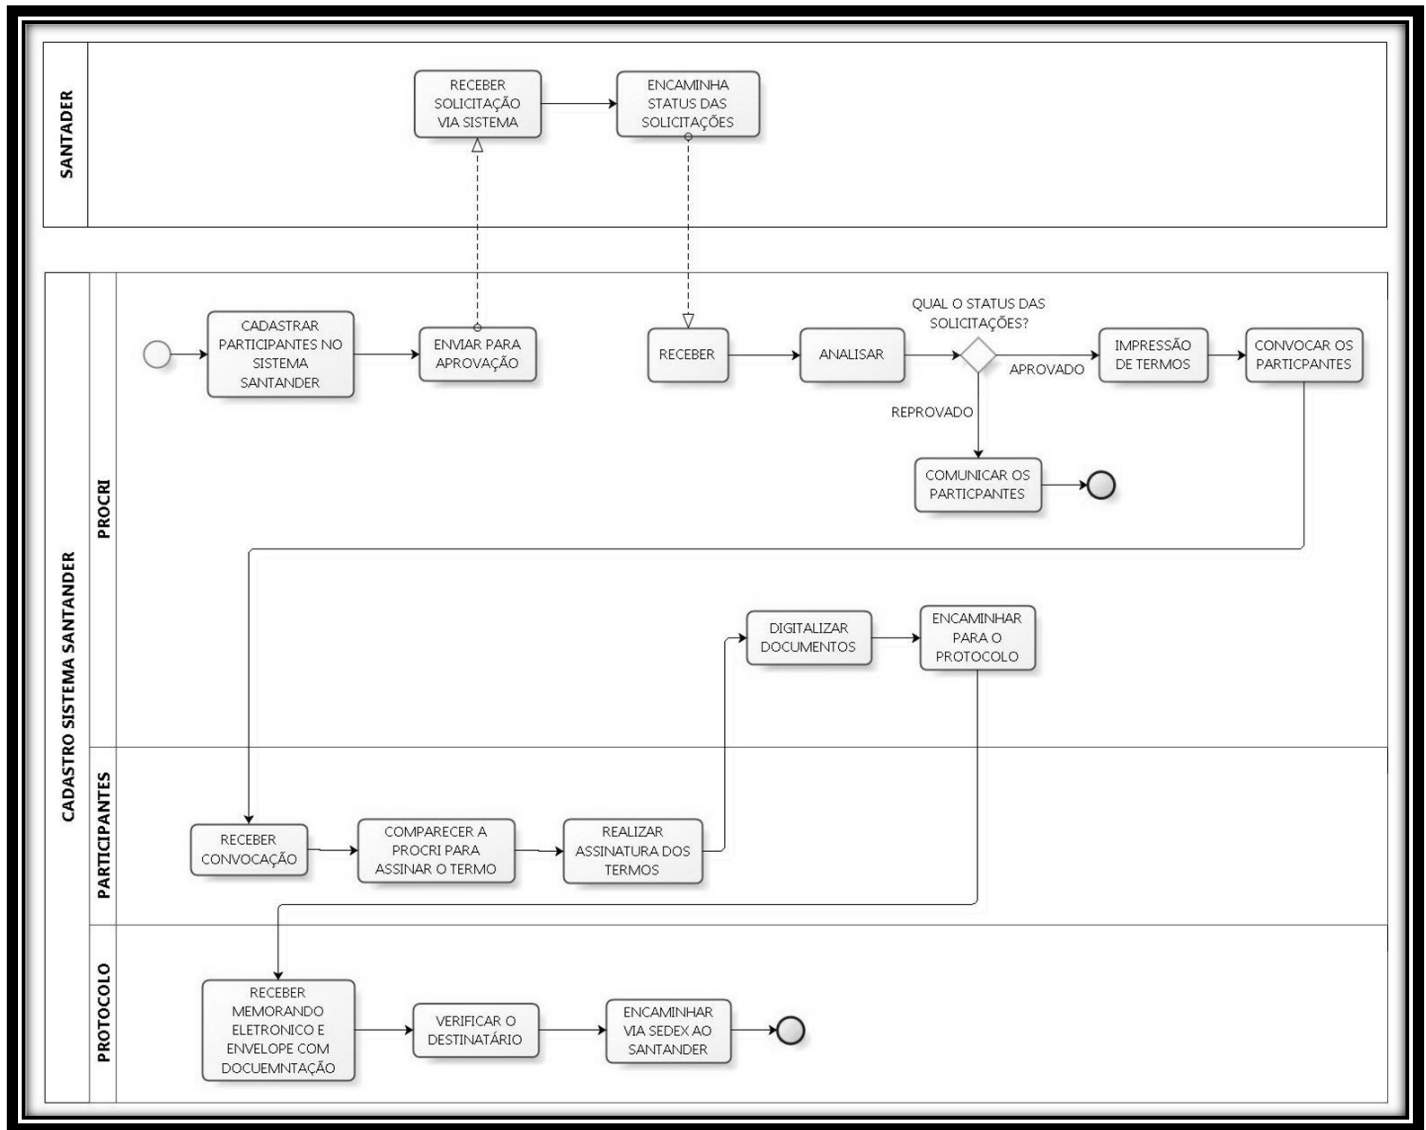 SANTADER
RECEBER
SOLICITAÇÃO
VIA SISTEMA
ENCAMINHA
STATUS DAS
SOLICITAÇÕES
CADASTRO SISTEMA SANTANDER
PROCRI
CADASTRAR
PARTICIPANTES NO
SISTEMA
SANTANDER
ENVIAR PARA
APROVAÇÃO
RECEBER
ANALISAR
QUAL O STATUS DAS
SOLICITAÇÕES?
APROVADO
REPROVADO
IMPRESSÃO
DE TERMOS
CONVOCAR OS
PARTICPANTES
COMUNICAR OS
PARTICPANTES
DIGITALIZAR
DOCUMENTOS
ENCAMINHAR
PARA O
PROTOCOLO
PARTICIPANTES
RECEBER
CONVOCAÇÃO
COMPARECER A
PROCRI PARA
ASSINAR O TERMO
REALIZAR
ASSINATURA DOS
TERMOS
PROTOCOLO
RECEBER
MEMORANDO
ELETRONICO E
ENVELOPE COM
DOCUEMNTAÇÃO
VERIFICAR O
DESTINATÁRIO
ENCAMINHAR
VIA SEDEX AO
SANTANDER